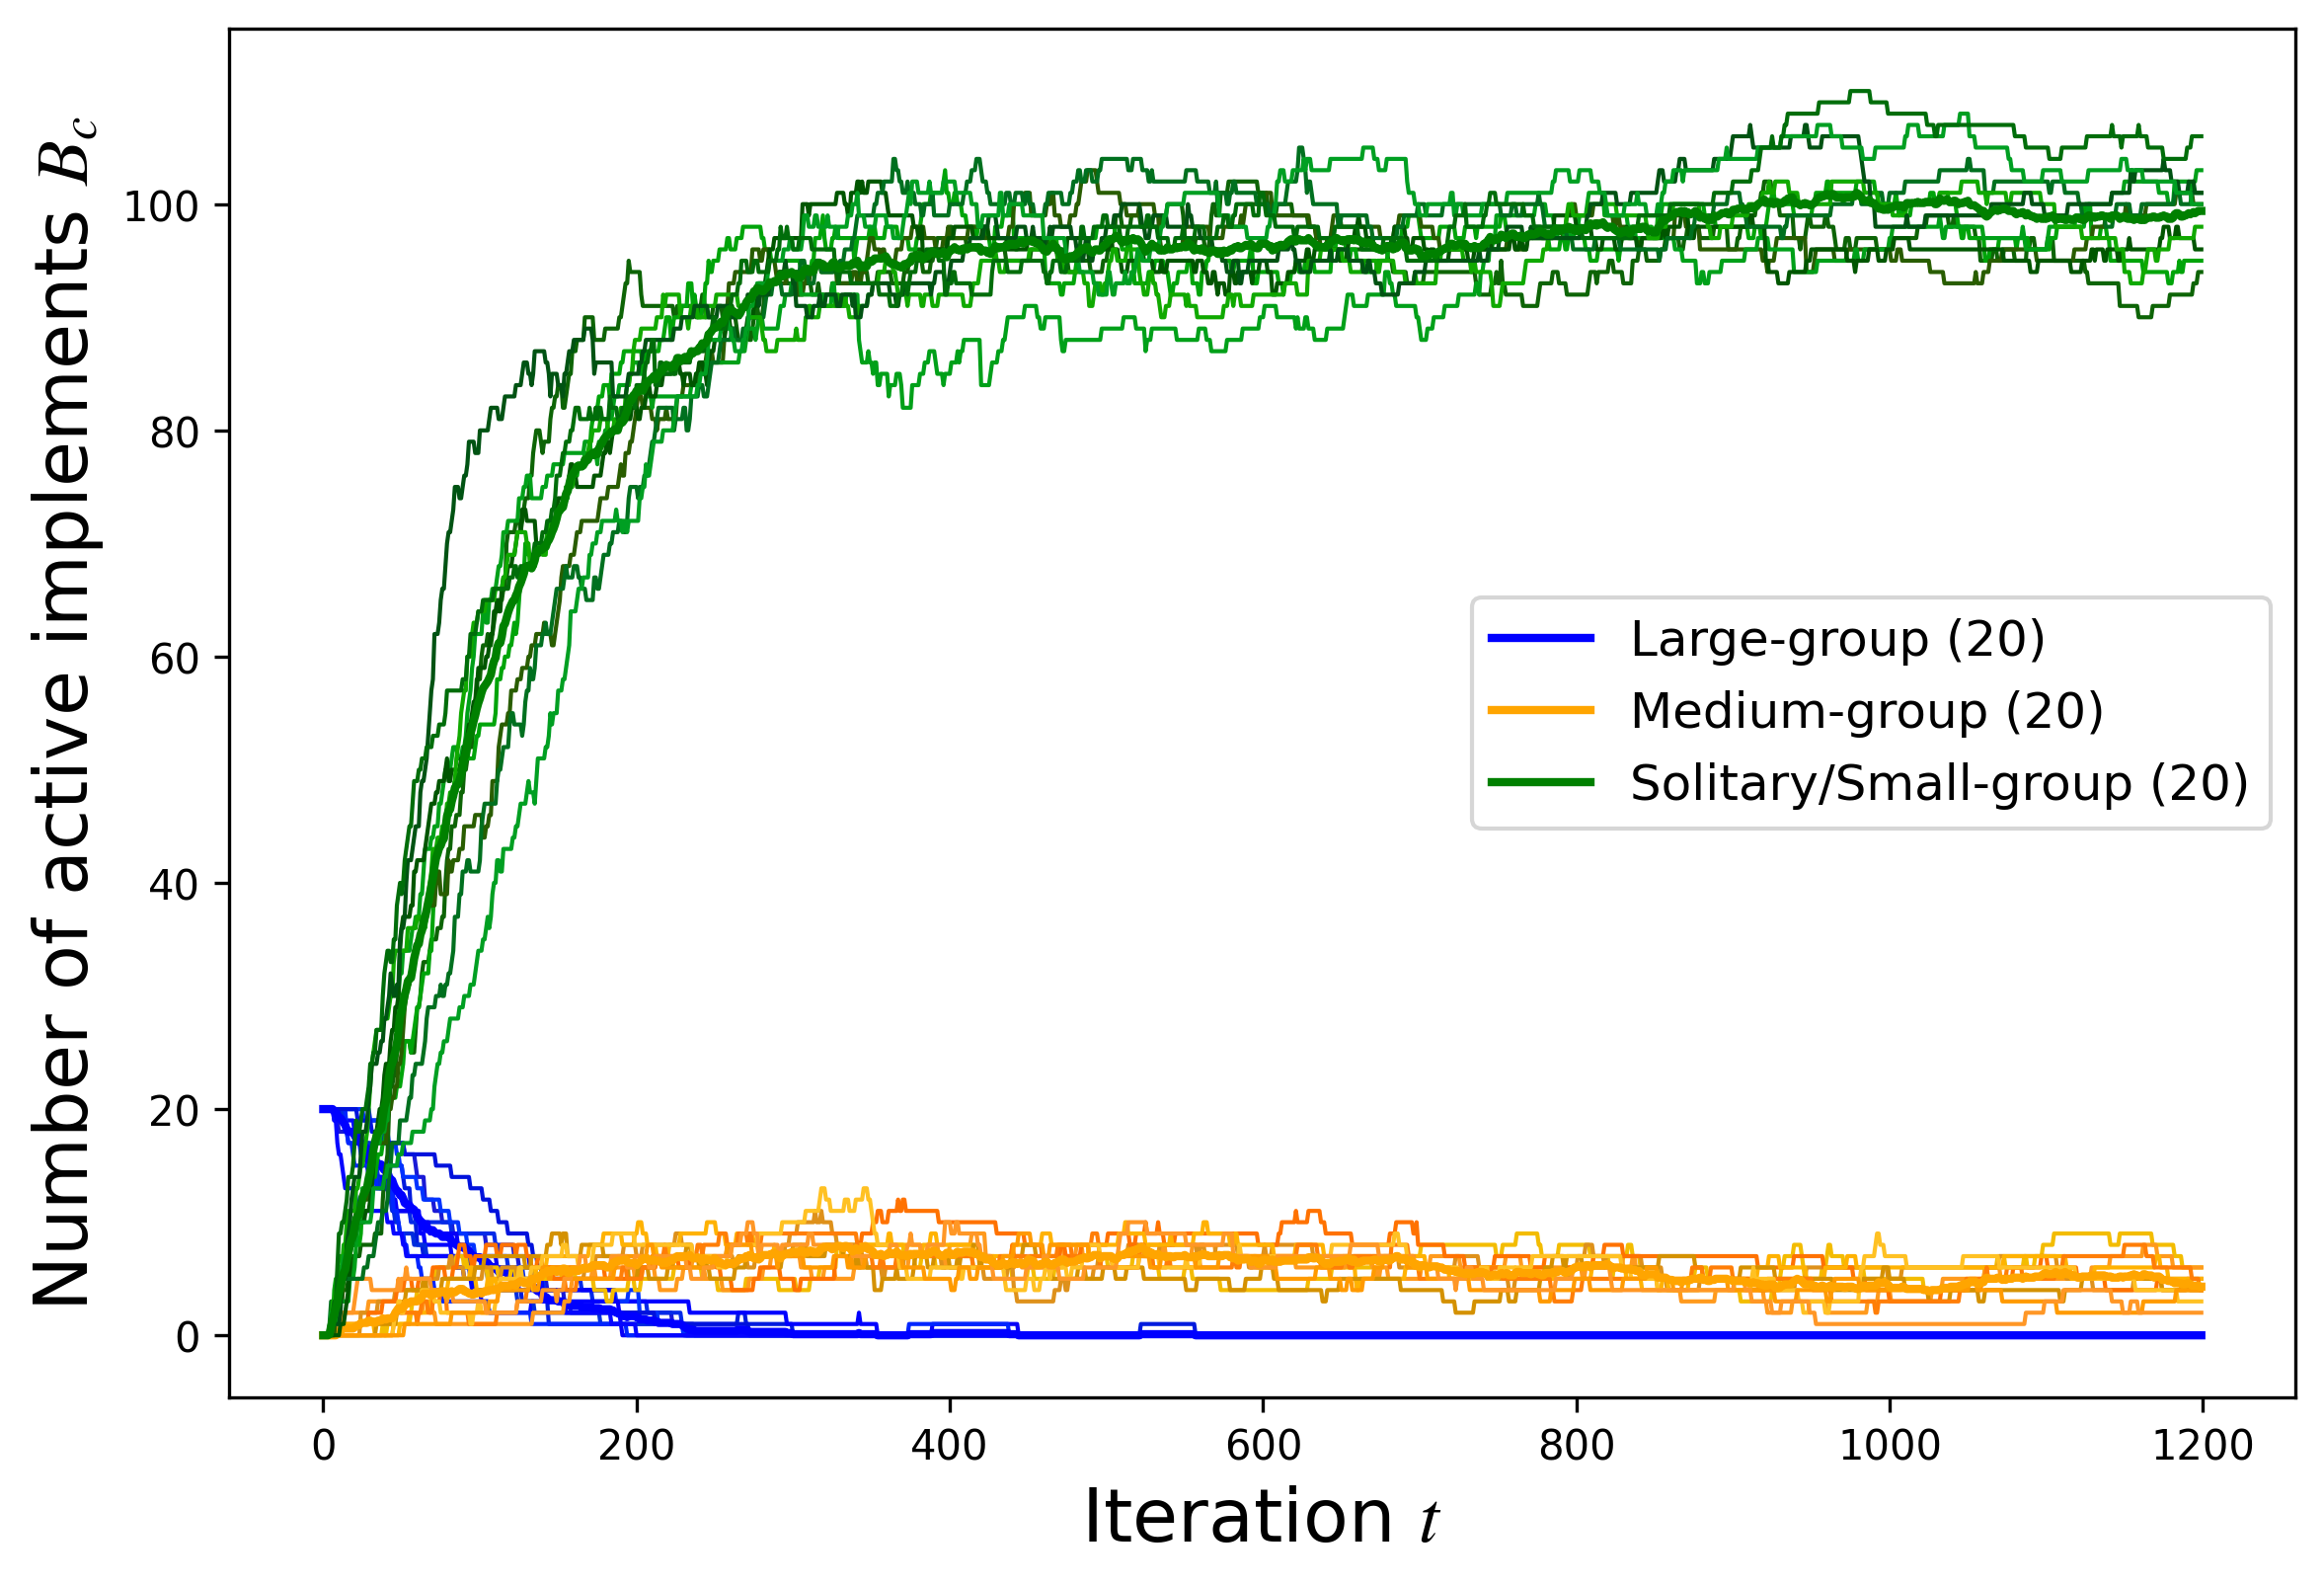 Number of active implements B_c
100
80
60
40
20
0
0 200 400 600 800 1000 1200
Iteration t
Large-group (20)
Medium-group (20)
Solitary/Small-group (20)